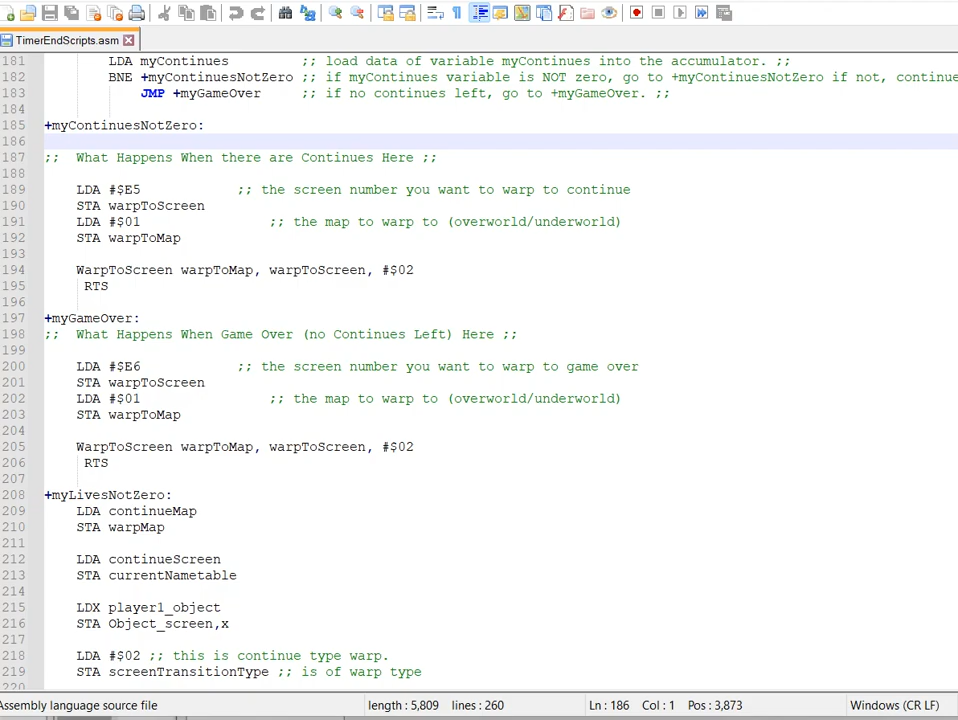 TimerEndScripts.asm
181 LDA myContinues ;; load data of variable myContinues into the accumulator. ;;
182 BNE +myContinuesNotZero ;; if myContinues variable is NOT zero, go to +myContinuesNotZero if not, continue
183 JMP +myGameOver ;; if no continues left, go to +myGameOver. ;;
184
185 +myContinuesNotZero:
186
187 ;; What Happens When there are Continues Here ;;
188
189 LDA #$E5 ;; the screen number you want to warp to continue
190 STA warpToScreen
191 LDA #$01 ;; the map to warp to (overworld/underworld)
192 STA warpToMap
193
194 WarpToScreen warpToMap, warpToScreen, #$02
195 RTS
196
197 +myGameOver:
198 ;; What Happens When Game Over (no Continues Left) Here ;;
199
200 LDA #$E6 ;; the screen number you want to warp to game over
201 STA warpToScreen
202 LDA #$01 ;; the map to warp to (overworld/underworld)
203 STA warpToMap
204
205 WarpToScreen warpToMap, warpToScreen, #$02
206 RTS
207
208 +myLivesNotZero:
209 LDA continueMap
210 STA warpMap
211
212 LDA continueScreen
213 STA currentNametable
214
215 LDX player1_object
216 STA Object_screen,x
217
218 LDA #$02 ;; this is continue type warp.
219 STA screenTransitionType ;; is of warp type
220
Assembly language source file length : 5,809 lines : 260 Ln : 186 Col : 1 Pos : 3,873 Windows (CR LF)